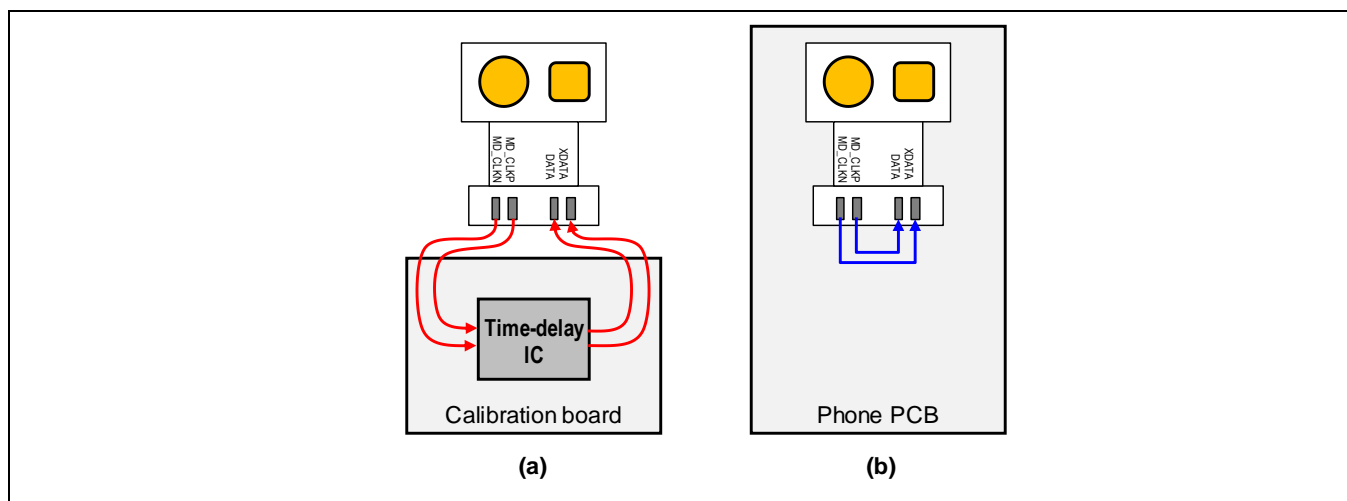 MD_CLKN
MD_CLKP
DATA
XDATA
Time-delay
IC
Calibration board
(a)
MD_CLKN
MD_CLKP
DATA
XDATA
Phone PCB
(b)